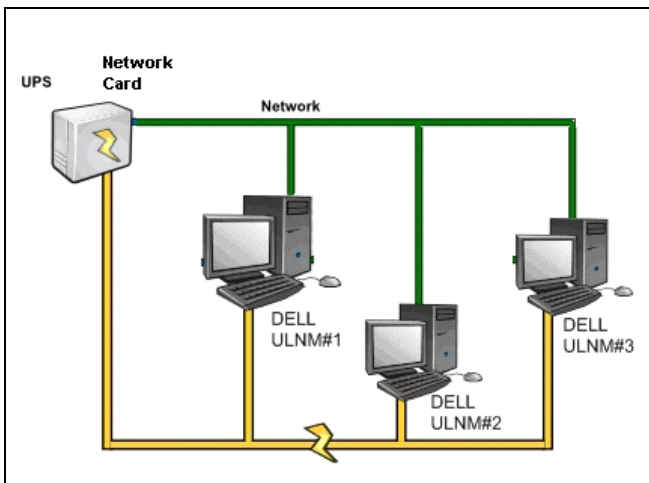 Network
Card
UPS
Network
DELL
ULNM#1
DELL
ULNM#2
DELL
ULNM#3